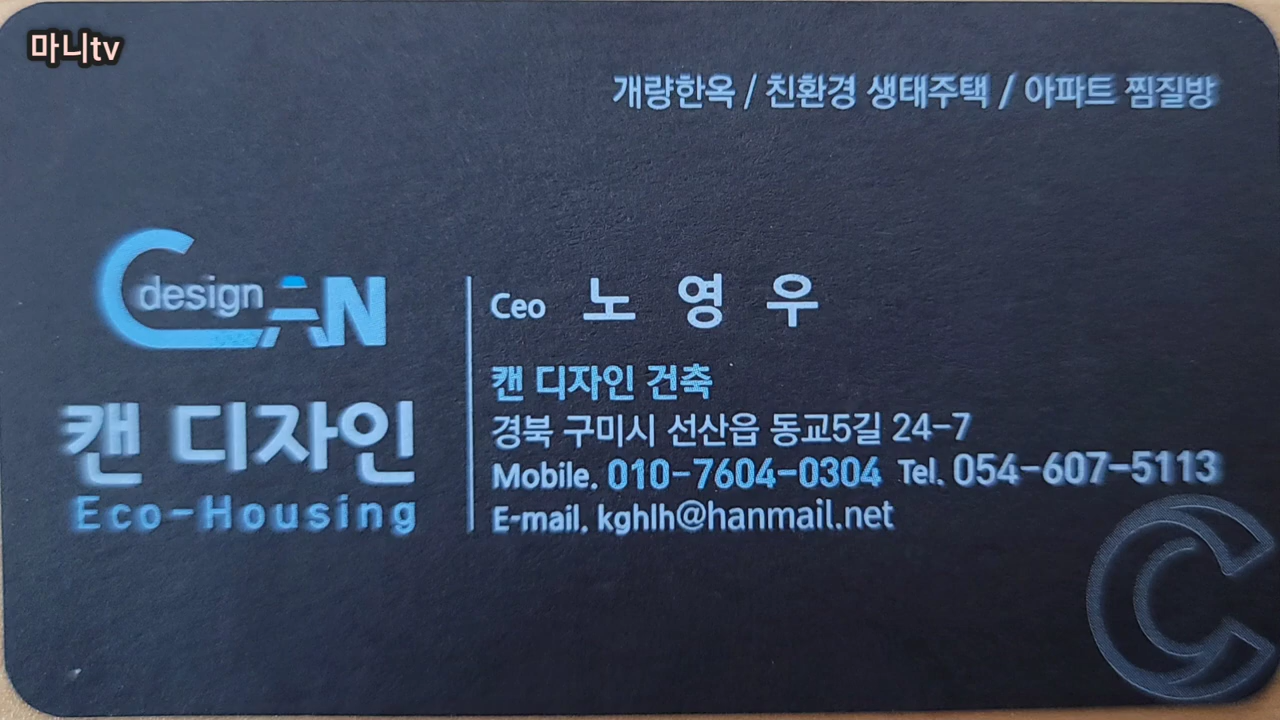 마니tv
개량한옥 / 친환경 생태주택 / 아파트 찜질방
design
CAN
캔 디자인
Eco-Housing
Ceo 노 영 우
캔 디자인 건축
경북 구미시 선산읍 동교5길 24-7
Mobile. 010-7604-0304 Tel. 054-607-5113
E-mail. kghlh@hanmail.net
C